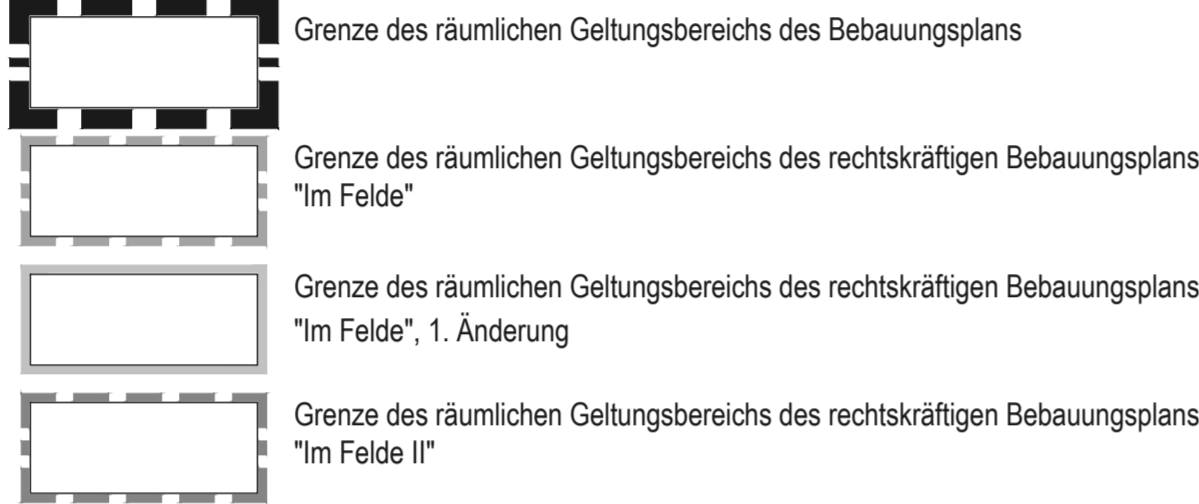 Grenze des räumlichen Geltungsbereichs des Bebauungsplans
Grenze des räumlichen Geltungsbereichs des rechtskräftigen Bebauungsplans
"Im Felde"
Grenze des räumlichen Geltungsbereichs des rechtskräftigen Bebauungsplans
"Im Felde", 1. Änderung
Grenze des räumlichen Geltungsbereichs des rechtskräftigen Bebauungsplans
"Im Felde II"